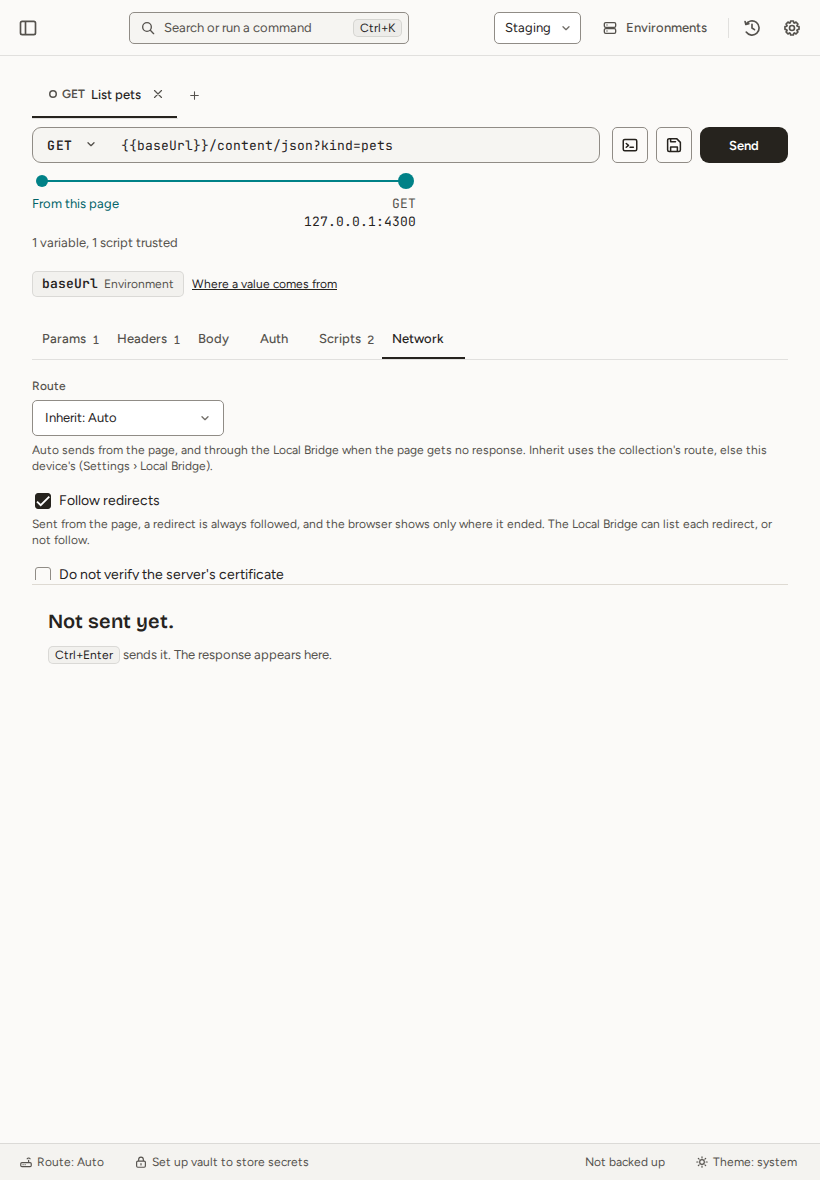 Search or run a command Ctrl+K Staging Environments
GET List pets
GET {{baseUrl}}/content/json?kind=pets Send
From this page GET
127.0.0.1:4300
1 variable, 1 script trusted
baseUrl Environment Where a value comes from
Params 1 Headers 1 Body Auth Scripts 2 Network
Route
Inherit: Auto
Auto sends from the page, and through the Local Bridge when the page gets no response. Inherit uses the collection's route, else this
device's (Settings › Local Bridge).
Follow redirects
Sent from the page, a redirect is always followed, and the browser shows only where it ended. The Local Bridge can list each redirect, or
not follow.
Do not verify the server's certificate
Not sent yet.
Ctrl+Enter sends it. The response appears here.
Route: Auto Set up vault to store secrets Not backed up Theme: system